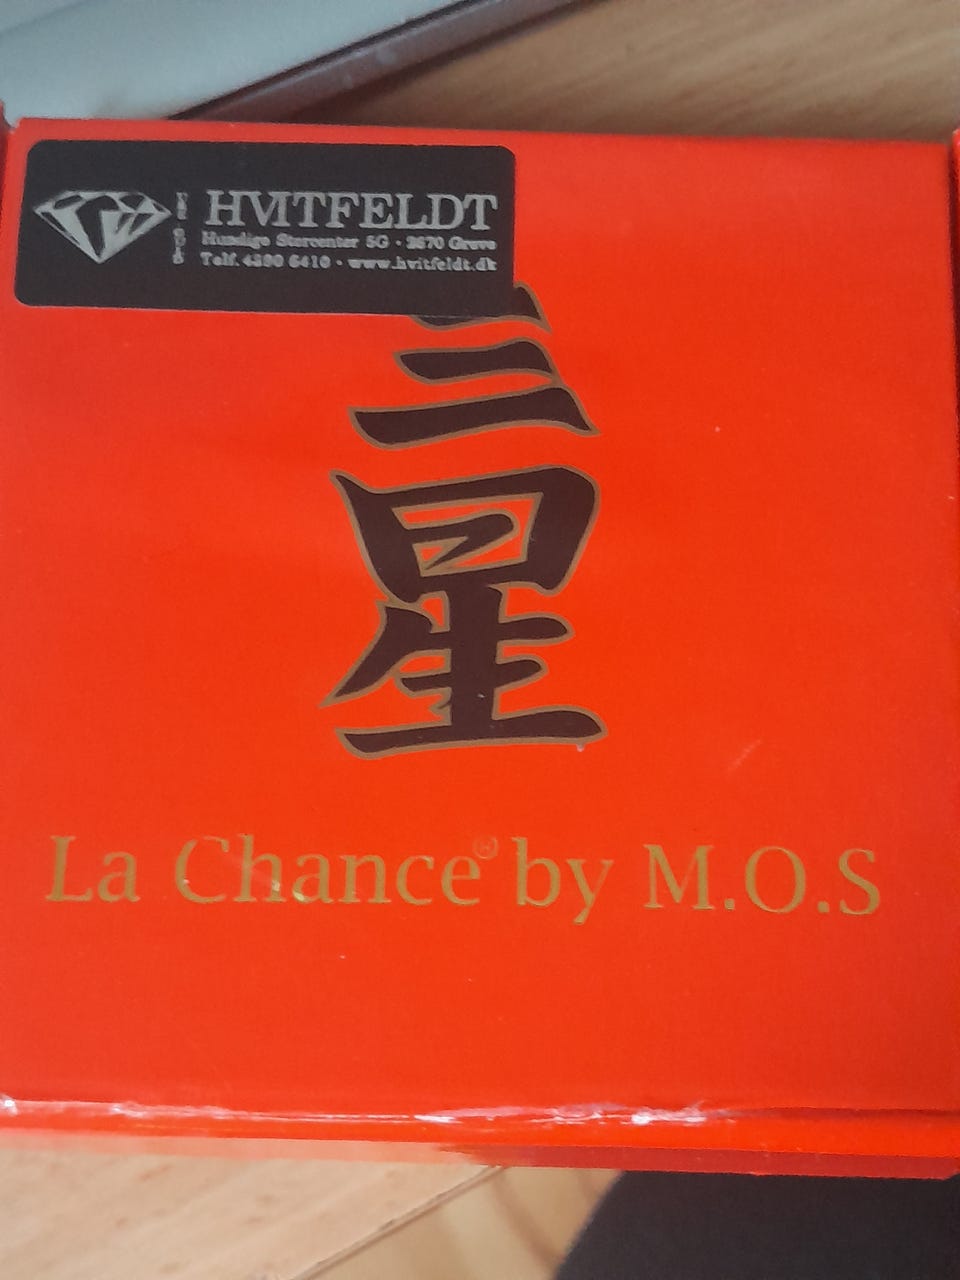 HVITFELDT
Hundige Storcenter 5G · 2670 Greve
Telf. 4390 6410 · www.hvitfeldt.dk
三
星
La Chance® by M.O.S